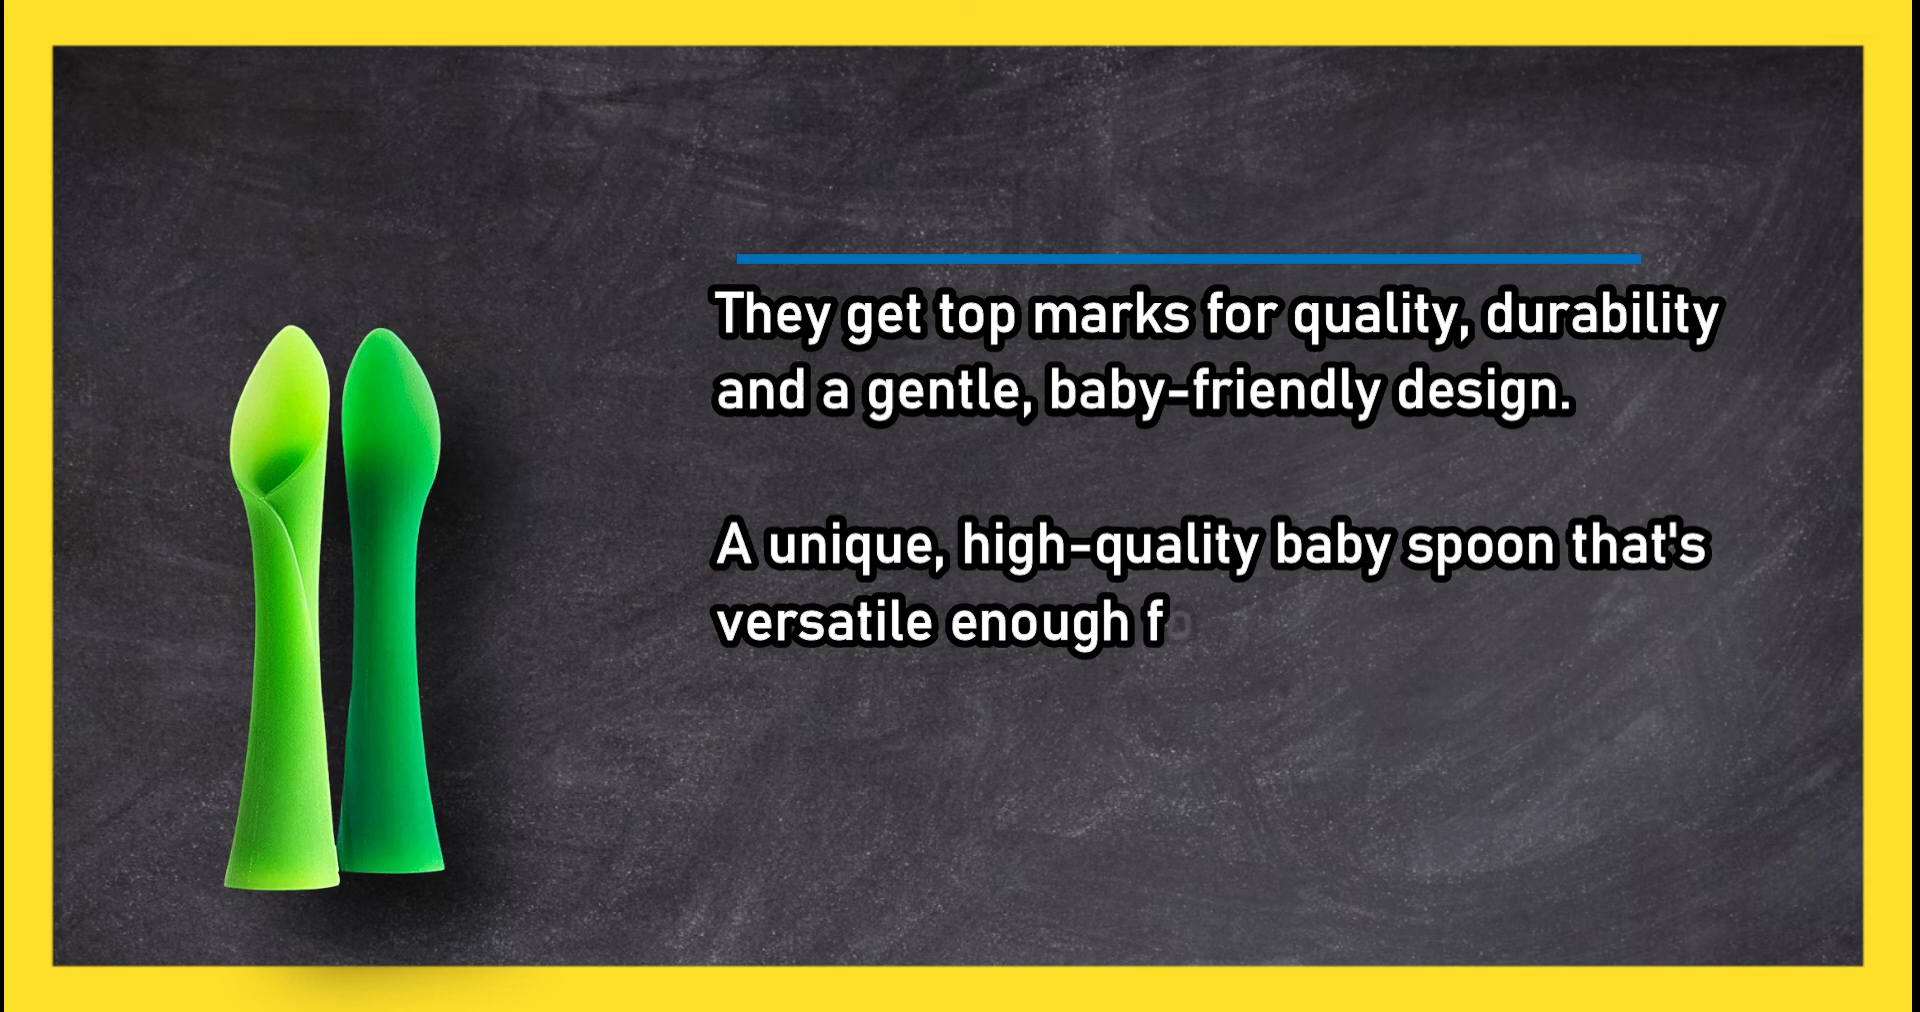 They get top marks for quality, durability
and a gentle, baby-friendly design.
A unique, high-quality baby spoon that's
versatile enough fo